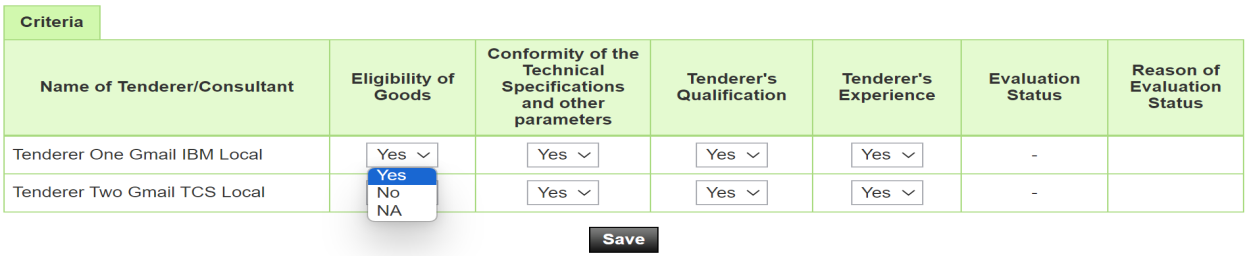 Criteria
Name of Tenderer/Consultant
Eligibility of
Goods
Conformity of the
Technical
Specifications
and other
parameters
Tenderer's
Qualification
Tenderer's
Experience
Evaluation
Status
Reason of
Evaluation
Status
Tenderer One Gmail IBM Local
Yes
Yes
Yes
Yes
-
Yes
No
NA
Tenderer Two Gmail TCS Local
Yes
Yes
Yes
-
Save